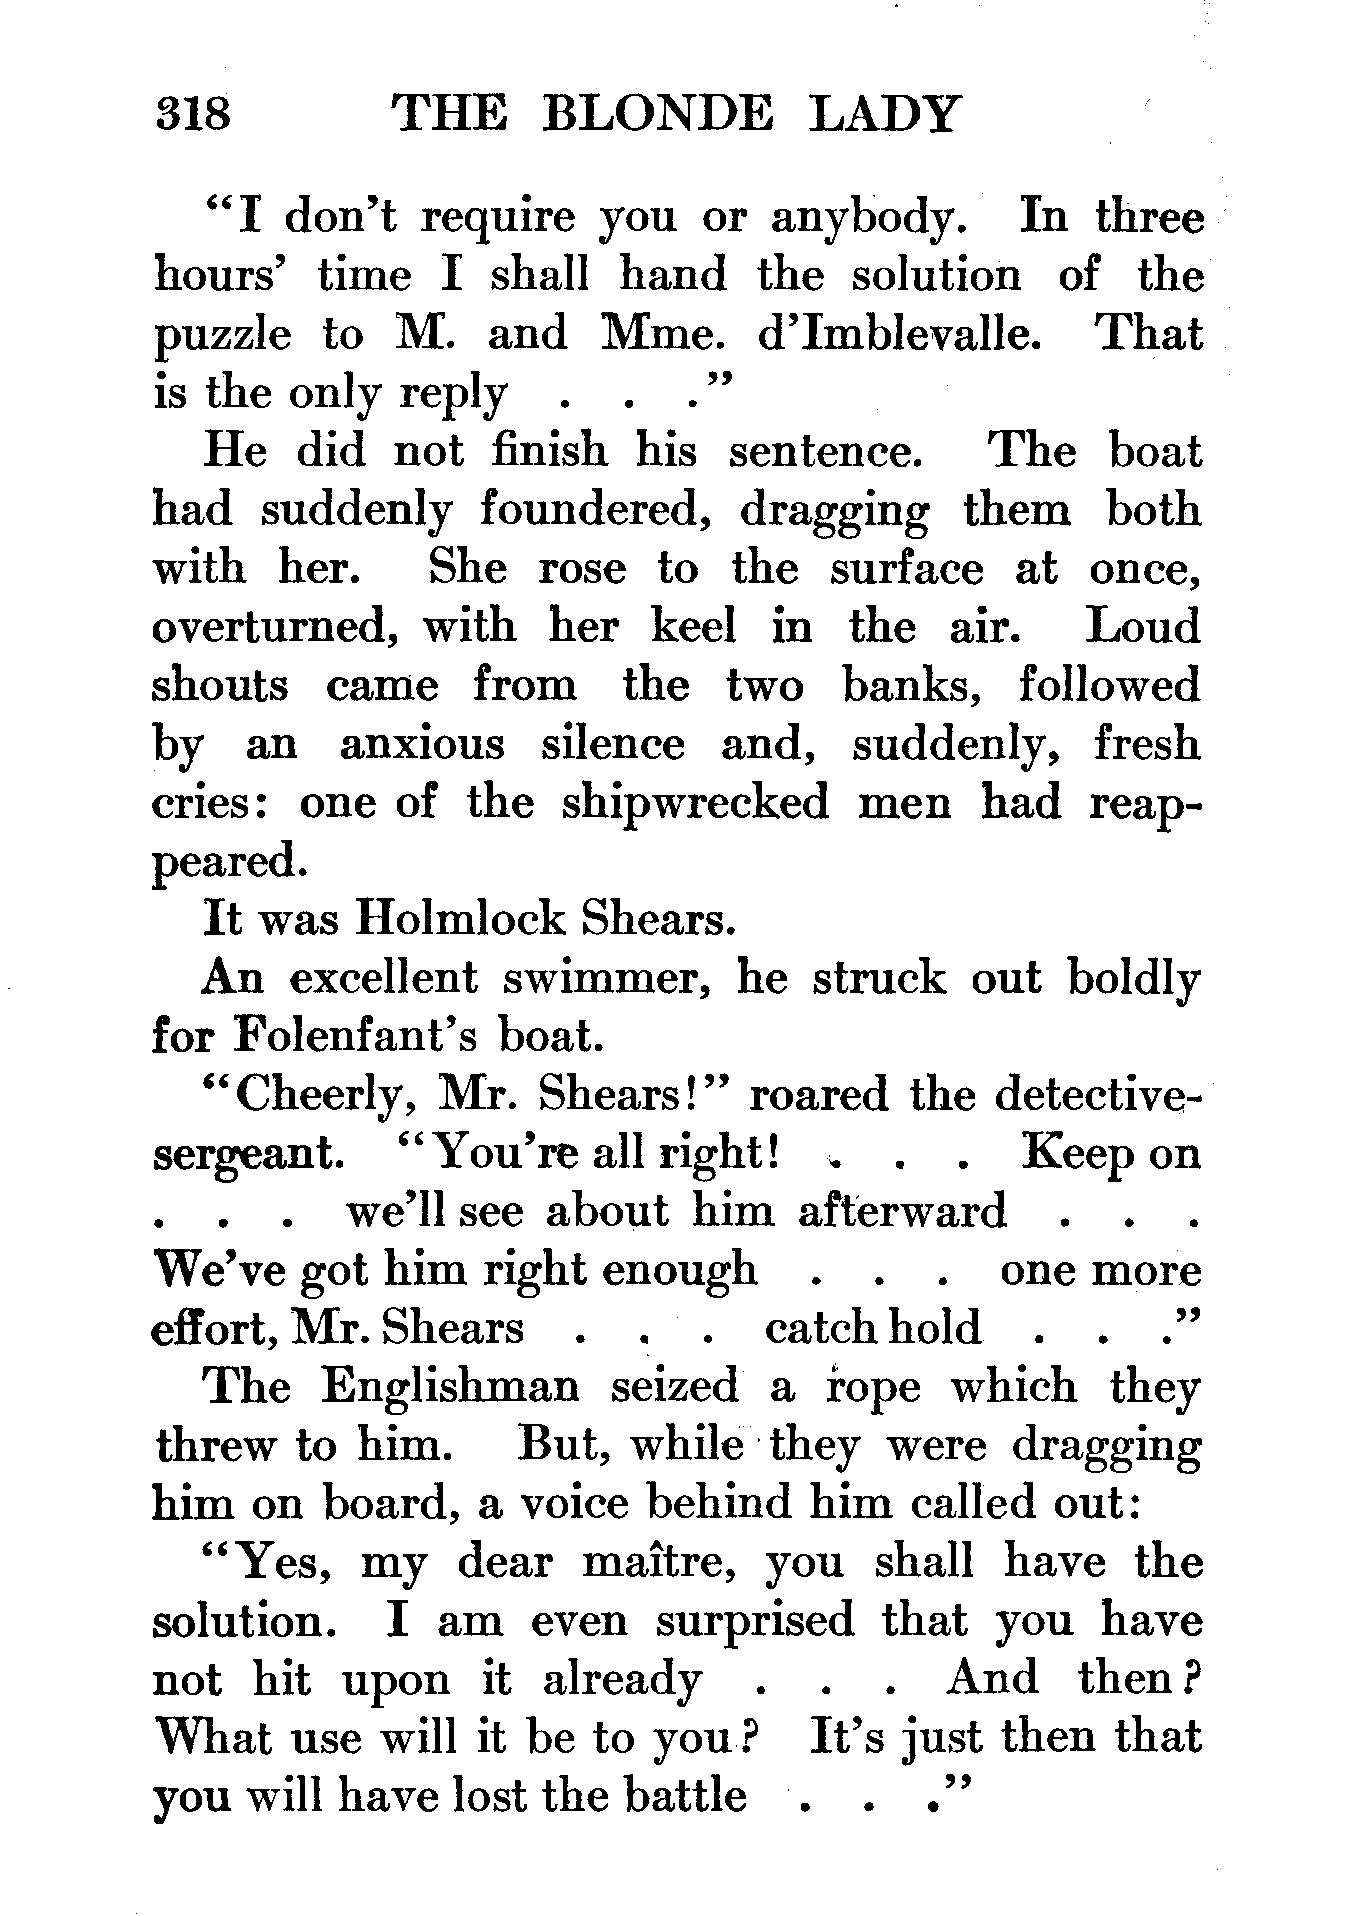 318 THE BLONDE LADY
“I don’t require you or anybody. In three
hours’ time I shall hand the solution of the
puzzle to M. and Mme. d’Imblevalle. That
is the only reply . . .”
He did not finish his sentence. The boat
had suddenly foundered, dragging them both
with her. She rose to the surface at once,
overturned, with her keel in the air. Loud
shouts came from the two banks, followed
by an anxious silence and, suddenly, fresh
cries: one of the shipwrecked men had reap-
peared.
It was Holmlock Shears.
An excellent swimmer, he struck out boldly
for Folenfant’s boat.
“Cheerly, Mr. Shears!” roared the detective-
sergeant. “You’re all right! . . . Keep on
. . . we’ll see about him afterward . . .
We’ve got him right enough . . . one more
effort, Mr. Shears . . . catch hold . . .”
The Englishman seized a rope which they
threw to him. But, while they were dragging
him on board, a voice behind him called out:
“Yes, my dear maître, you shall have the
solution. I am even surprised that you have
not hit upon it already . . . And then?
What use will it be to you? It’s just then that
you will have lost the battle . . .”